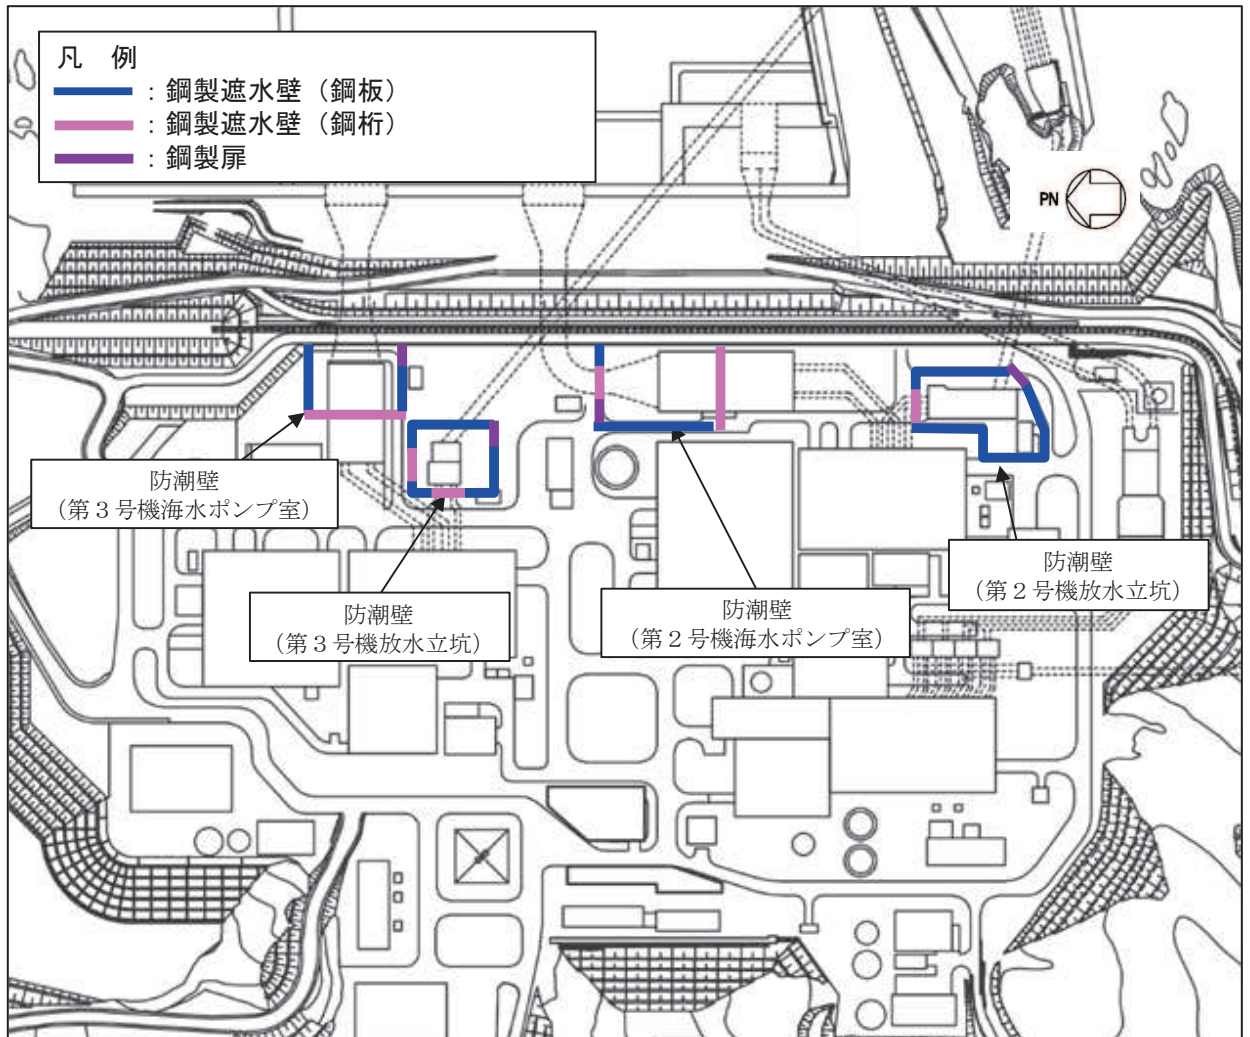 凡　例
：鋼製遮水壁（鋼板）
：鋼製遮水壁（鋼桁）
：鋼製扉
PN
防潮壁
（第３号機海水ポンプ室）
防潮壁
（第３号機放水立坑）
防潮壁
（第２号機海水ポンプ室）
防潮壁
（第２号機放水立坑）